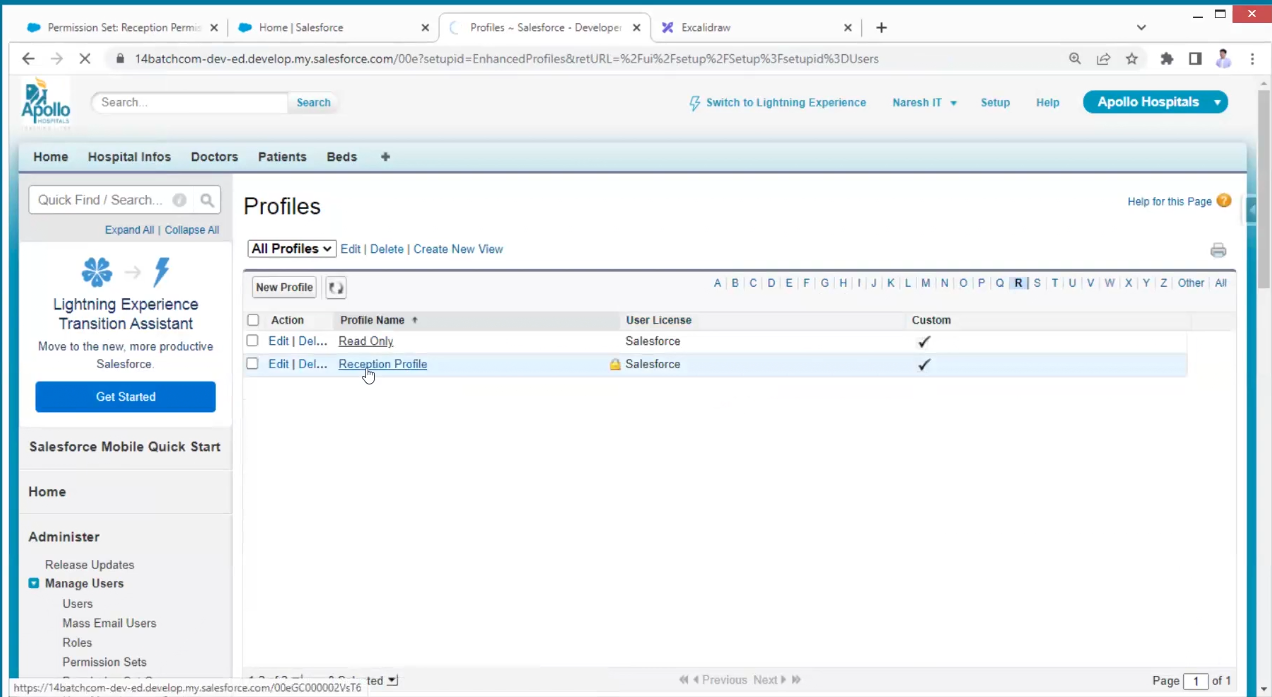 Permission Set: Reception Permis
Home | Salesforce
Profiles ~ Salesforce - Develope
Excalidraw
14batchcom-dev-ed.develop.my.salesforce.com/00e?setupid=EnhancedProfiles&retURL=%2Fui%2Fsetup%2FSetup%3Fsetupid%3DUsers
Apollo
HOSPITALS
Search...
Search
Switch to Lightning Experience
Naresh IT
Setup
Help
Apollo Hospitals
Home
Hospital Infos
Doctors
Patients
Beds
+
Quick Find / Search...
Expand All | Collapse All
Lightning Experience
Transition Assistant
Move to the new, more productive
Salesforce.
Get Started
Salesforce Mobile Quick Start
Home
Administer
Release Updates
Manage Users
Users
Mass Email Users
Roles
Permission Sets
Profiles
Help for this Page ?
All Profiles Edit | Delete | Create New View
New Profile
A | B | C | D | E | F | G | H | I | J | K | L | M | N | O | P | Q | R | S | T | U | V | W | X | Y | Z | Other | All
Action Profile Name User License Custom
Edit | Del... Read Only Salesforce
Edit | Del... Reception Profile Salesforce
Previous Next
Page 1 of 1
https://14batchcom-dev-ed.develop.my.salesforce.com/00eGC000002VsT6